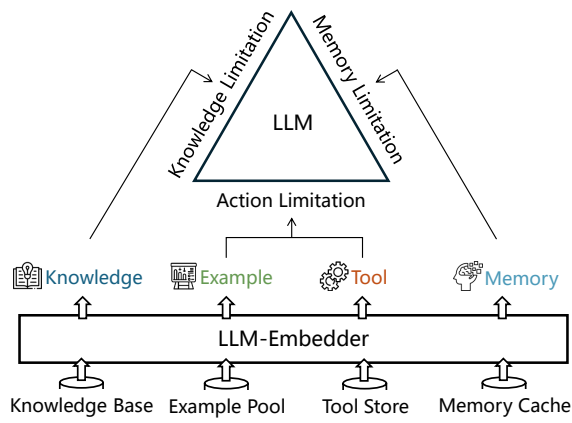 Knowledge Limitation
Memory Limitation
LLM
Action Limitation
Knowledge
Example
Tool
Memory
LLM-Embedder
Knowledge Base
Example Pool
Tool Store
Memory Cache